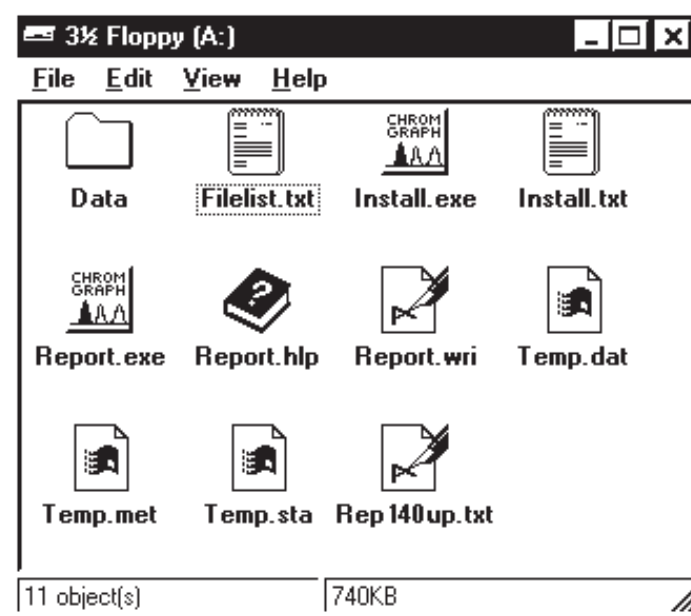 3½ Floppy (A:)
File Edit View Help
CHROM
GRAPH
Data Filelist.txt Install.exe Install.txt
CHROM
GRAPH
?
Report.exe Report.hlp Report.wri Temp.dat
Temp.met Temp.sta Rep140up.txt
11 object(s) 740KB